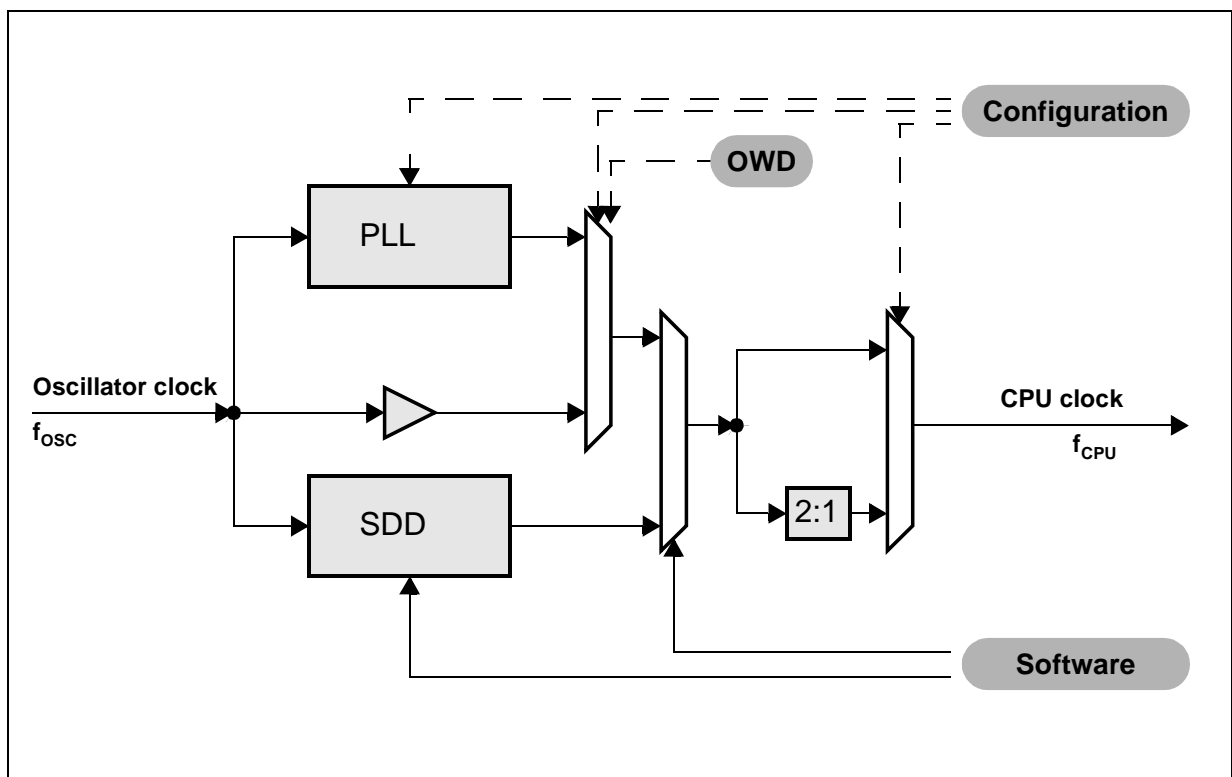 Configuration
OWD
PLL
Oscillator clock
fOSC
CPU clock
fCPU
SDD
2:1
Software